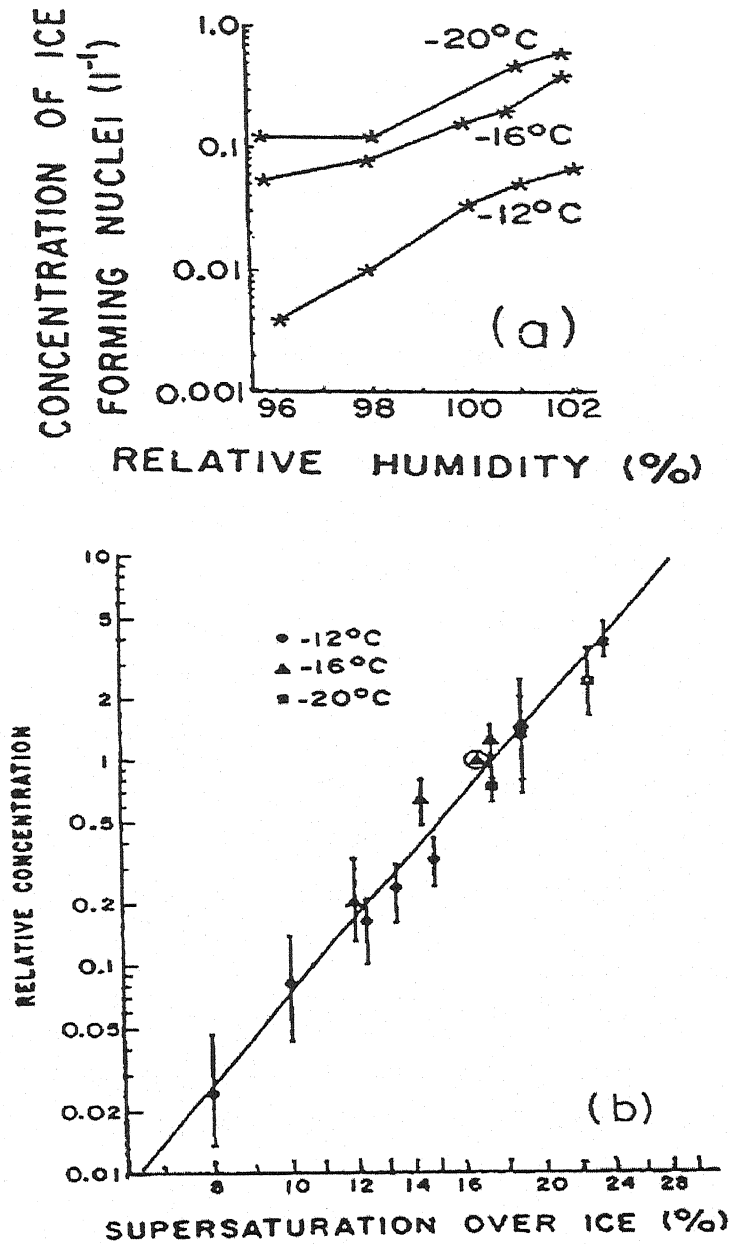 CONCENTRATION OF ICE
FORMING NUCLEI (l⁻¹)
1.0
0.1
0.01
0.001
-20°C
-16°C
-12°C
(a)
96 98 100 102
RELATIVE HUMIDITY (%)
RELATIVE CONCENTRATION
10
5
2
1
0.5
0.2
0.1
0.05
0.02
0.01
-12°C
-16°C
-20°C
(b)
8 10 12 14 16 20 24 28
SUPERSATURATION OVER ICE (%)